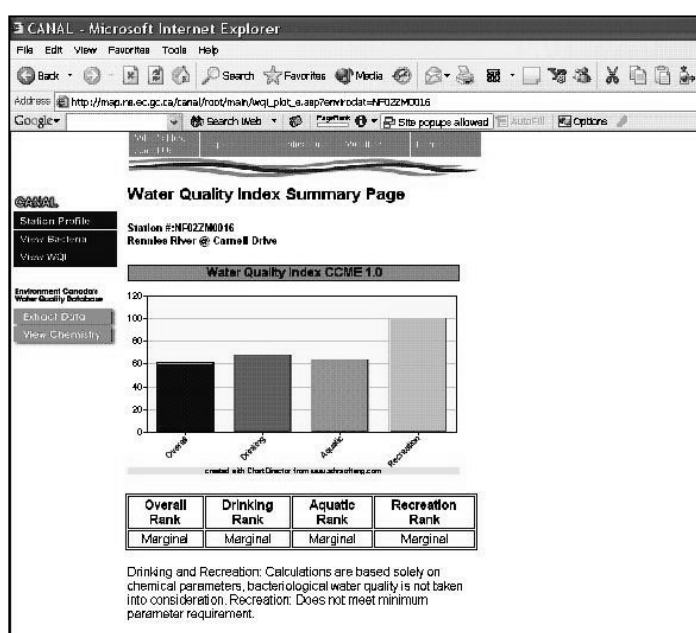 CANAL - Microsoft Internet Explorer
File Edit View Favorites Tools Help
Back Search Favorites Media
Address http://map.ns.ec.gc.ca/canal/root/main/wqi_plot_e.asp?envirodat=NF02ZM0016
Google Search Web PageRank Site popups allowed AutoFill Options
CANAL
Station Profile
View Bacteria
View WQI
Environment Canada's
Water Quality Database
Extract Data
View Chemistry
Water Quality Index Summary Page
Station #:NF02ZM0016
Rennies River @ Carnell Drive
Water Quality Index CCME 1.0
120
100
80
60
40
20
0
Overall Drinking Aquatic Recreation
created with ChartDirector from www.advsofteng.com
Overall Rank Drinking Rank Aquatic Rank Recreation Rank
Marginal Marginal Marginal Marginal
Drinking and Recreation: Calculations are based solely on
chemical parameters, bacteriological water quality is not taken
into consideration. Recreation: Does not meet minimum
parameter requirement.